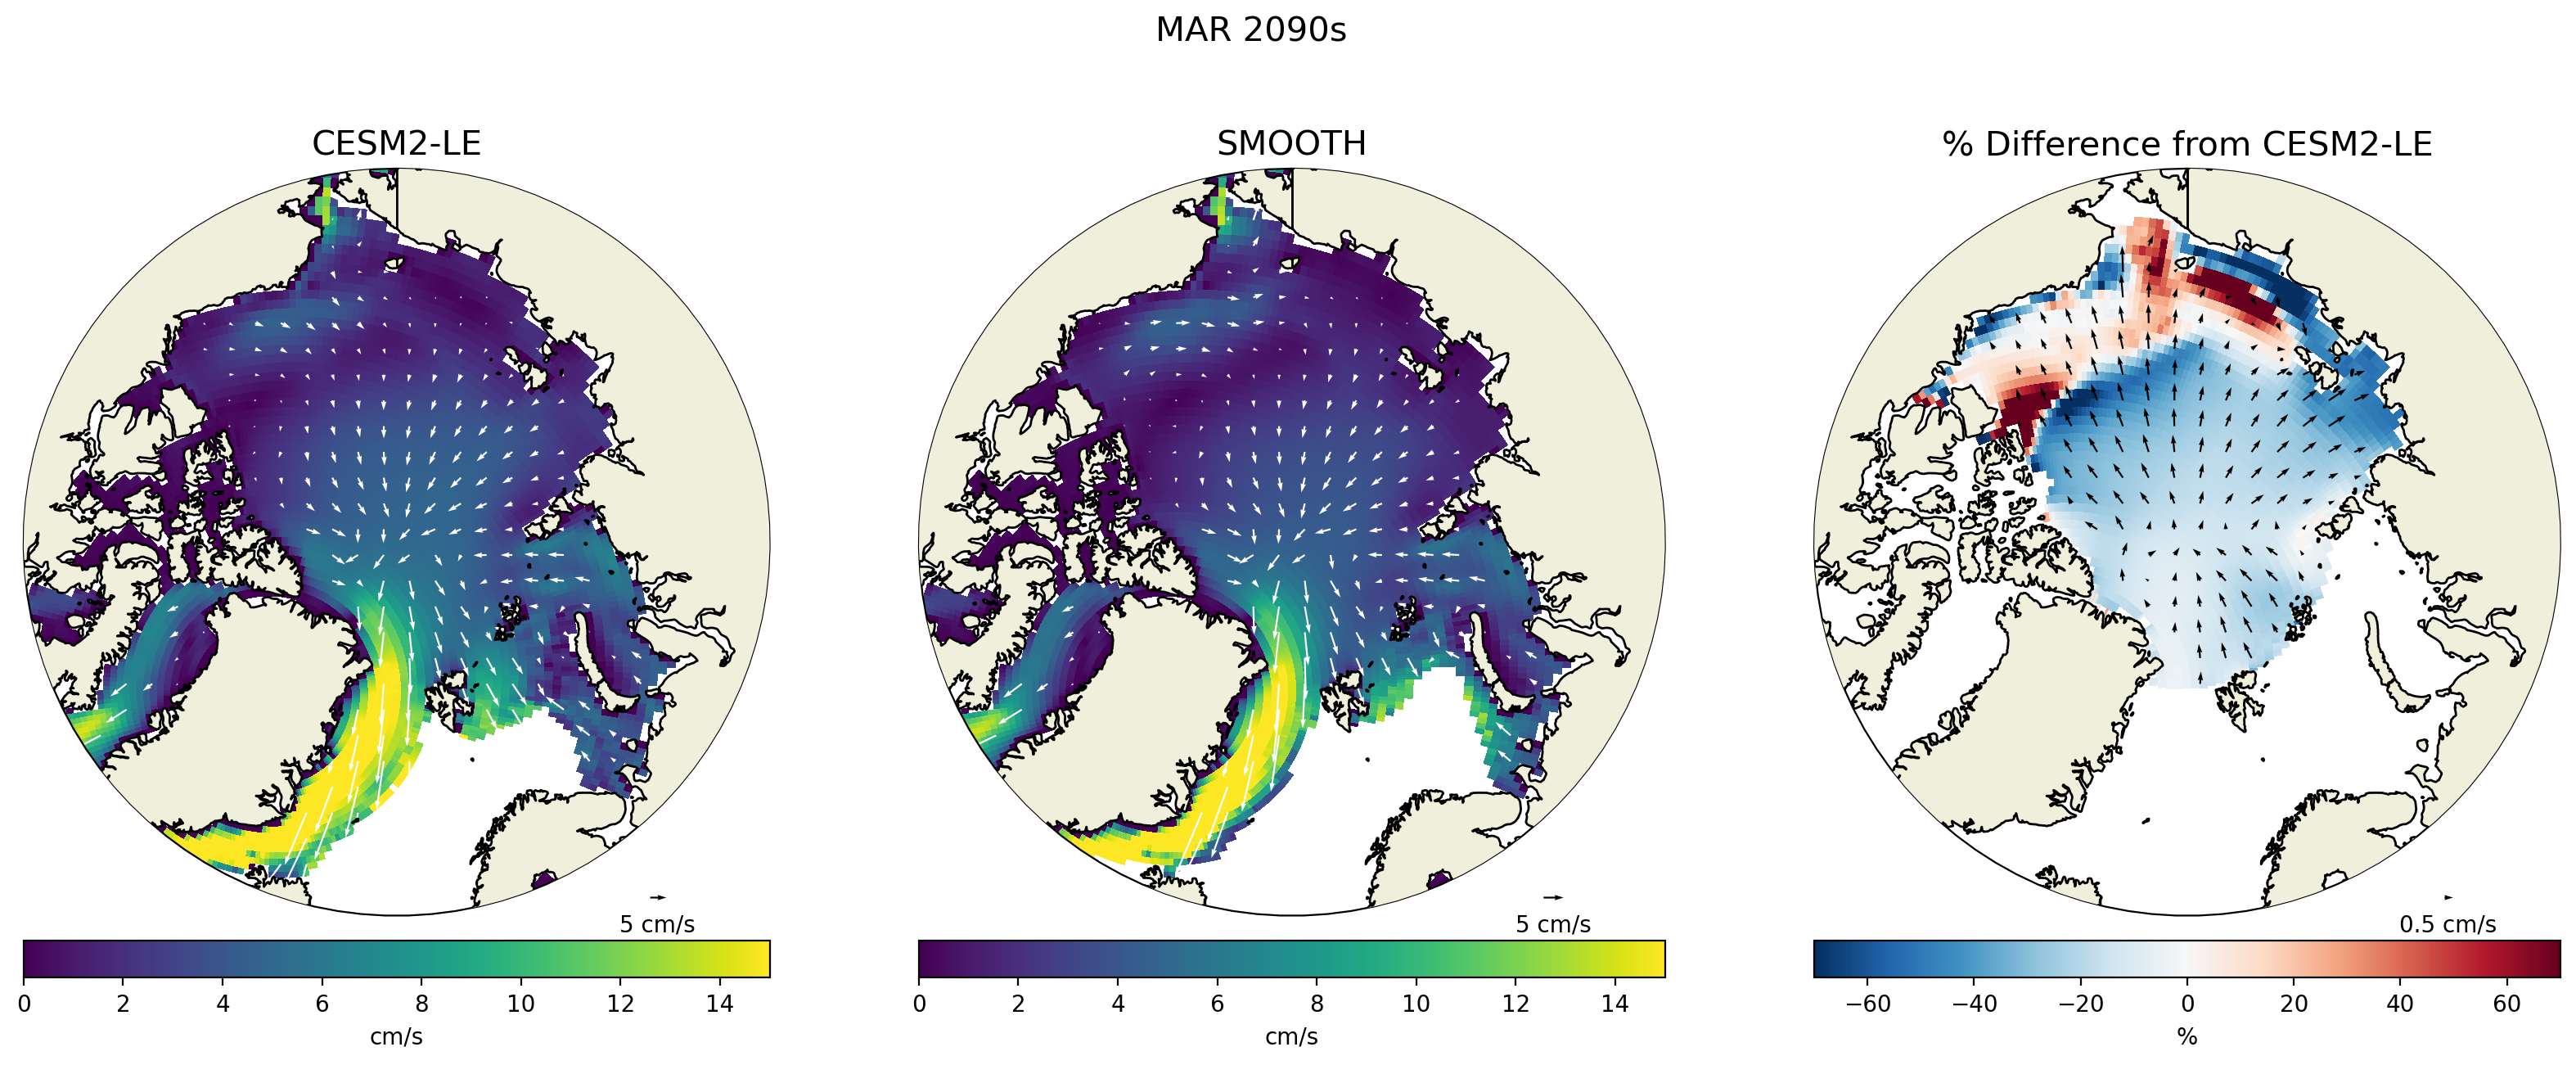 MAR 2090s
CESM2-LE
SMOOTH
% Difference from CESM2-LE
5 cm/s
5 cm/s
0.5 cm/s
0 2 4 6 8 10 12 14
cm/s
0 2 4 6 8 10 12 14
cm/s
−60 −40 −20 0 20 40 60
%